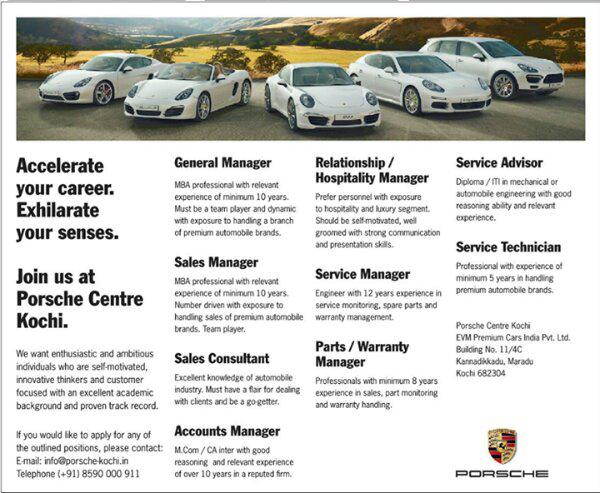 Accelerate
your career.
Exhilarate
your senses.
Join us at
Porsche Centre
Kochi.
We want enthusiastic and ambitious
individuals who are self-motivated,
innovative thinkers and customer
focused with an excellent academic
background and proven track record.
If you would like to apply for any of
the outlined positions, please contact:
E-mail: info@porsche-kochi.in
Telephone (+91) 8590 000 911
General Manager
MBA professional with relevant
experience of minimum 10 years.
Must be a team player and dynamic
with exposure to handling a branch
of premium automobile brands.
Sales Manager
MBA professional with relevant
experience of minimum 10 years.
Number driven with exposure to
handling sales of premium automobile
brands. Team player.
Sales Consultant
Excellent knowledge of automobile
industry. Must have a flair for dealing
with clients and be a go-getter.
Accounts Manager
M.Com / CA inter with good
reasoning and relevant experience
of over 10 years in a reputed firm.
Relationship /
Hospitality Manager
Prefer personnel with exposure
to hospitality and luxury segment.
Should be self-motivated, well
groomed with strong communication
and presentation skills.
Service Manager
Engineer with 12 years experience in
service monitoring, spare parts and
warranty management.
Parts / Warranty
Manager
Professionals with minimum 8 years
experience in sales, part monitoring
and warranty handling.
Service Advisor
Diploma / ITI in mechanical or
automobile engineering with good
reasoning ability and relevant
experience.
Service Technician
Professional with experience of
minimum 5 years in handling
premium automobile brands.
Porsche Centre Kochi
EVM Premium Cars India Pvt. Ltd.
Building No. 11/4C
Kannadikkadu, Maradu
Kochi 682304
PORSCHE